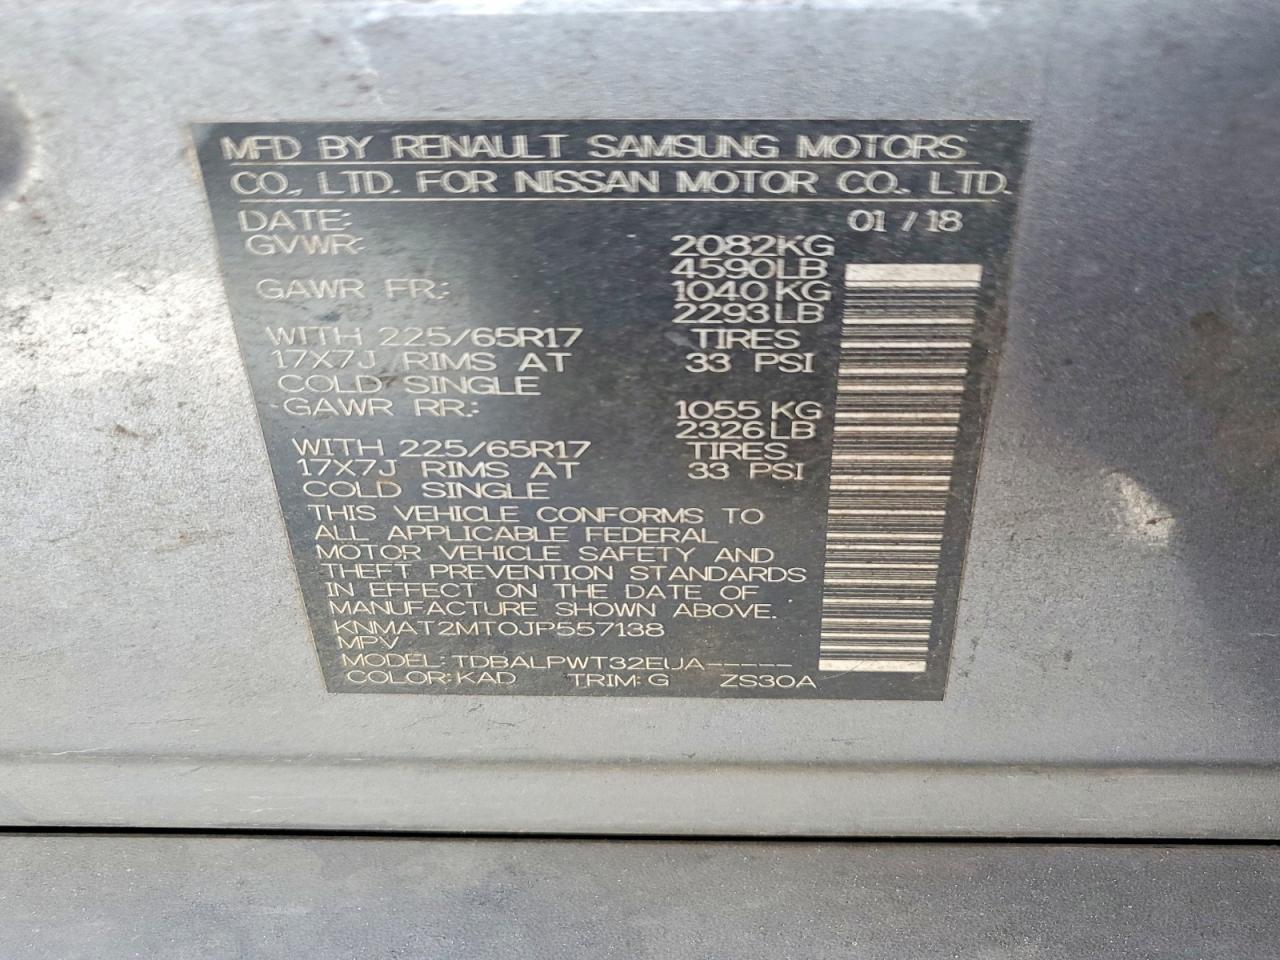 MFD BY RENAULT SAMSUNG MOTORS
CO., LTD. FOR NISSAN MOTOR CO., LTD.
DATE: 01 / 18
GVWR: 2082KG
4590LB
GAWR FR: 1040 KG
2293LB
WITH 225/65R17 TIRES
17X7J RIMS AT 33 PSI
COLD SINGLE
GAWR RR: 1055 KG
2326LB
WITH 225/65R17 TIRES
17X7J RIMS AT 33 PSI
COLD SINGLE
THIS VEHICLE CONFORMS TO
ALL APPLICABLE FEDERAL
MOTOR VEHICLE SAFETY AND
THEFT PREVENTION STANDARDS
IN EFFECT ON THE DATE OF
MANUFACTURE SHOWN ABOVE.
KNMAT2MT0JP557138
MPV
MODEL: TDBALPWT32EUA-----
COLOR: KAD TRIM: G ZS30A